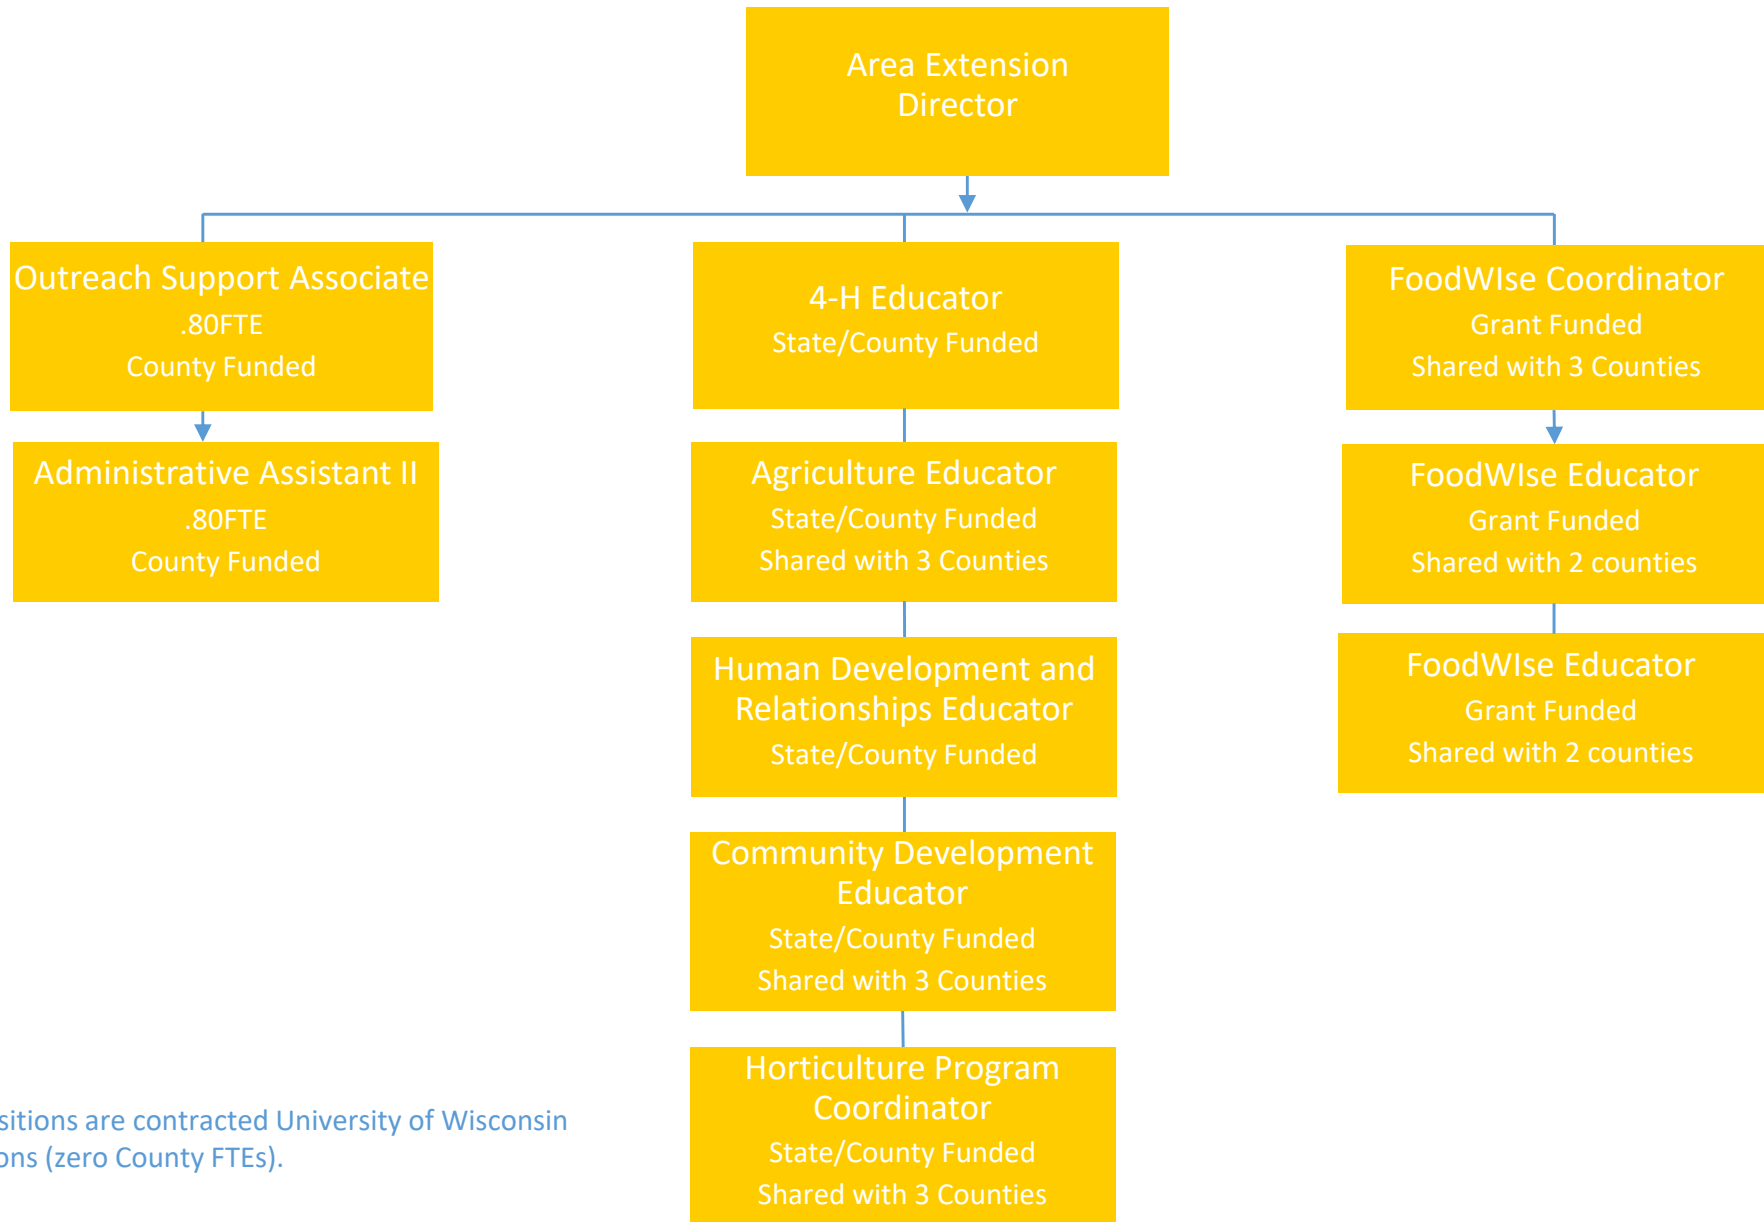 Area Extension
Director
Outreach Support Associate
.80FTE
County Funded
Administrative Assistant II
.80FTE
County Funded
4-H Educator
State/County Funded
Agriculture Educator
State/County Funded
Shared with 3 Counties
Human Development and
Relationships Educator
State/County Funded
Community Development
Educator
State/County Funded
Shared with 3 Counties
Horticulture Program
Coordinator
State/County Funded
Shared with 3 Counties
FoodWIse Coordinator
Grant Funded
Shared with 3 Counties
FoodWIse Educator
Grant Funded
Shared with 2 counties
FoodWIse Educator
Grant Funded
Shared with 2 counties
sitions are contracted University of Wisconsin
ons (zero County FTEs).